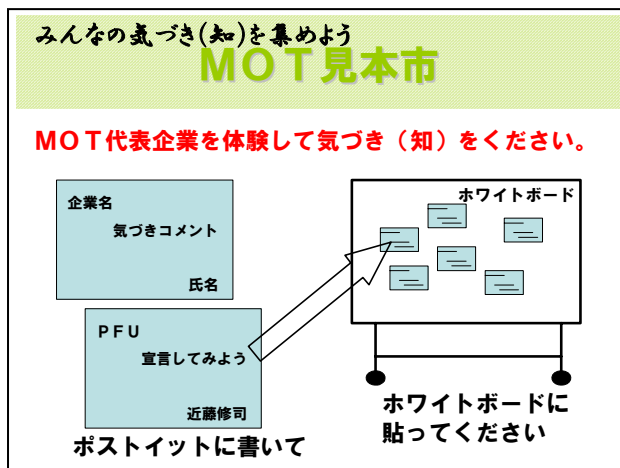 みんなの気づき(知)を集めよう
MOT見本市
MOT代表企業を体験して気づき（知）をください。
企業名
気づきコメント
氏名
PFU
宣言してみよう
近藤修司
ポストイットに書いて
ホワイトボード
ホワイトボードに
貼ってください